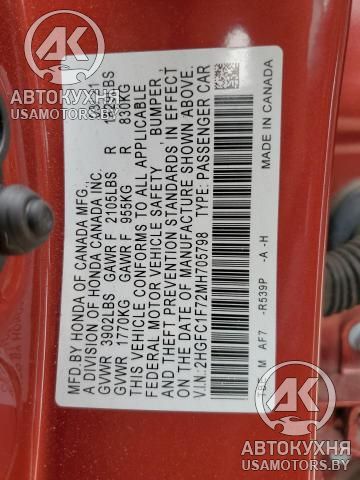 АВТОКУХНЯ
USAMOTORS.BY
MFD.BY HONDA OF CANADA MFG.,
A DIVISION OF HONDA CANADA INC.
GVWR 3902LBS GAWR F 2105LBS R
GVWR 1770KG GAWR F 955KG R
THIS VEHICLE CONFORMS TO ALL APPLICABLE
FEDERAL MOTOR VEHICLE SAFETY, BUMPER
AND THEFT PREVENTION STANDARDS IN EFFECT
ON THE DATE OF MANUFACTURE SHOWN ABOVE.
V.I.N.:2HGFC1F72MH705798 TYPE: PASSENGER CAR
M AF7 -R539P -A -H
MADE IN CANADA
АВТОКУХНЯ
USAMOTORS.BY
АВТОКУХНЯ
USAMOTORS.BY